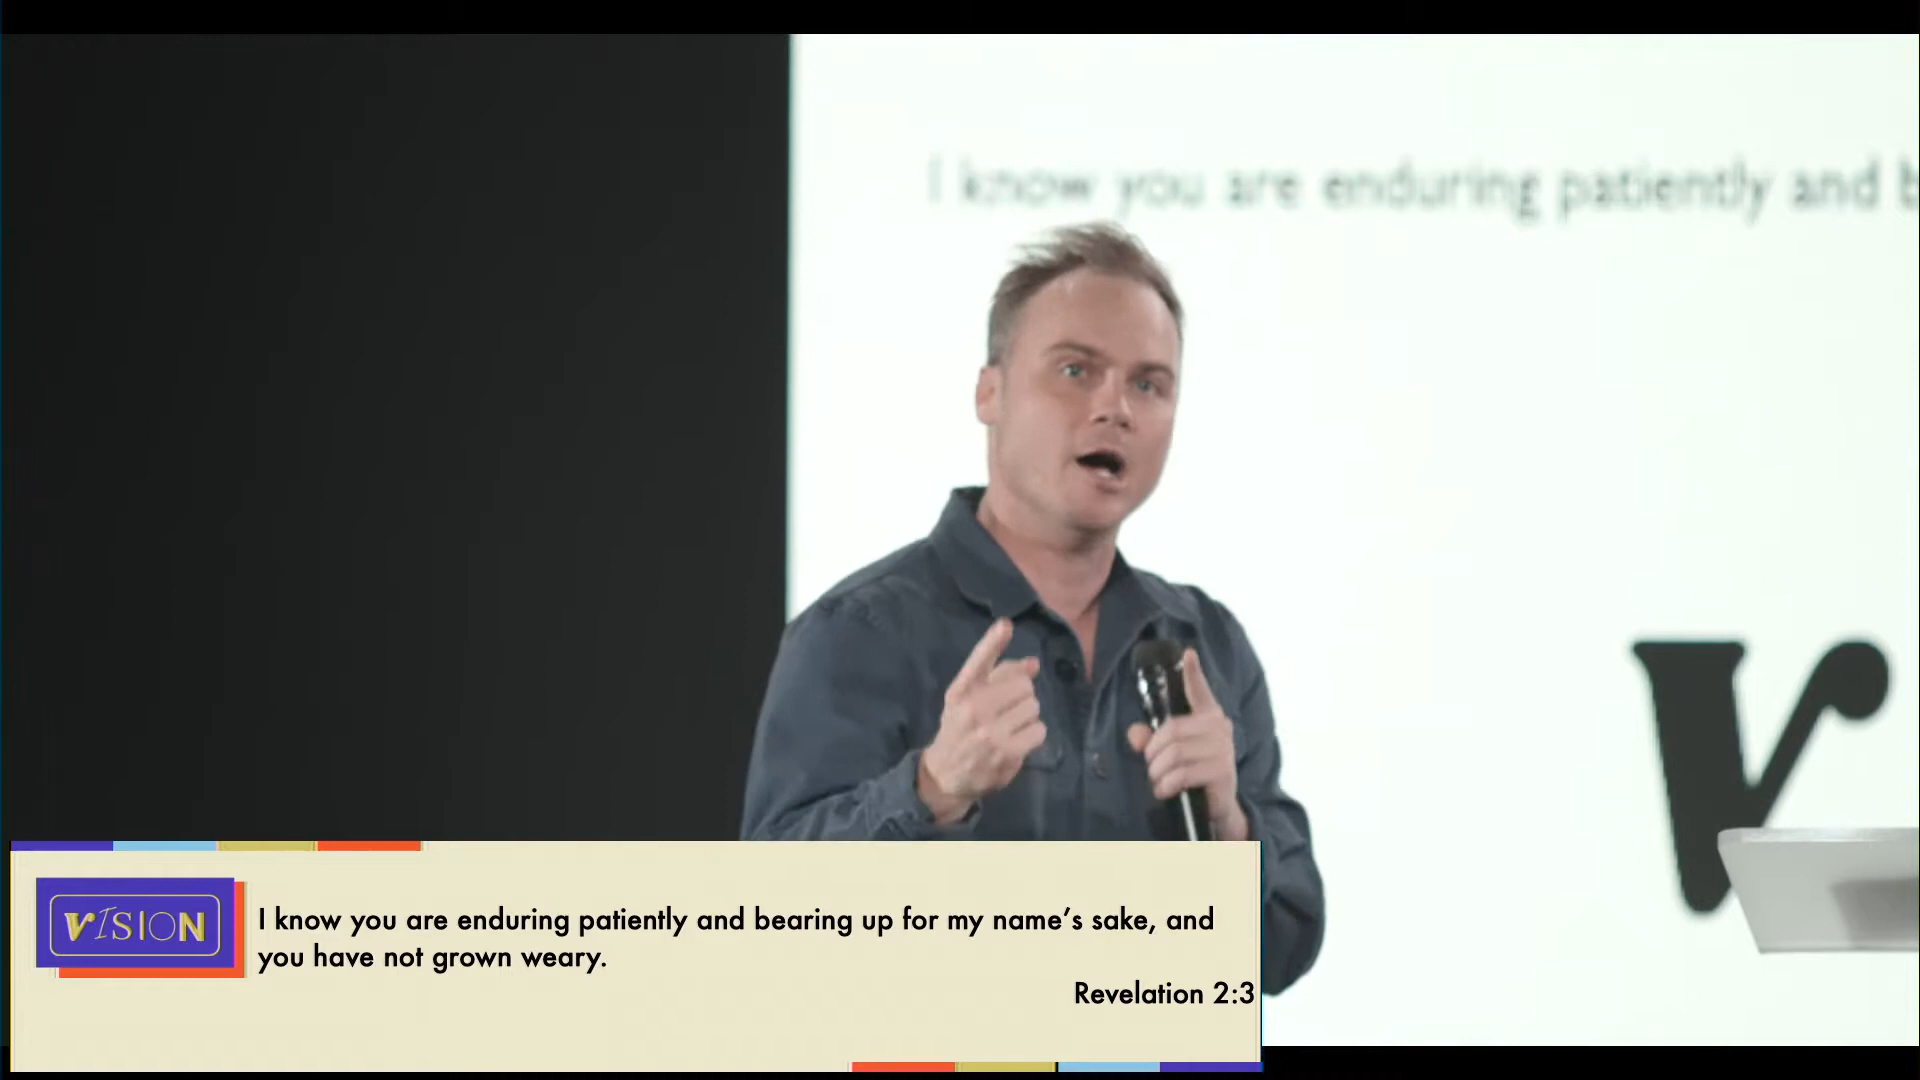 I know you are enduring patiently and b
v
VISION
I know you are enduring patiently and bearing up for my name’s sake, and
you have not grown weary.
Revelation 2:3